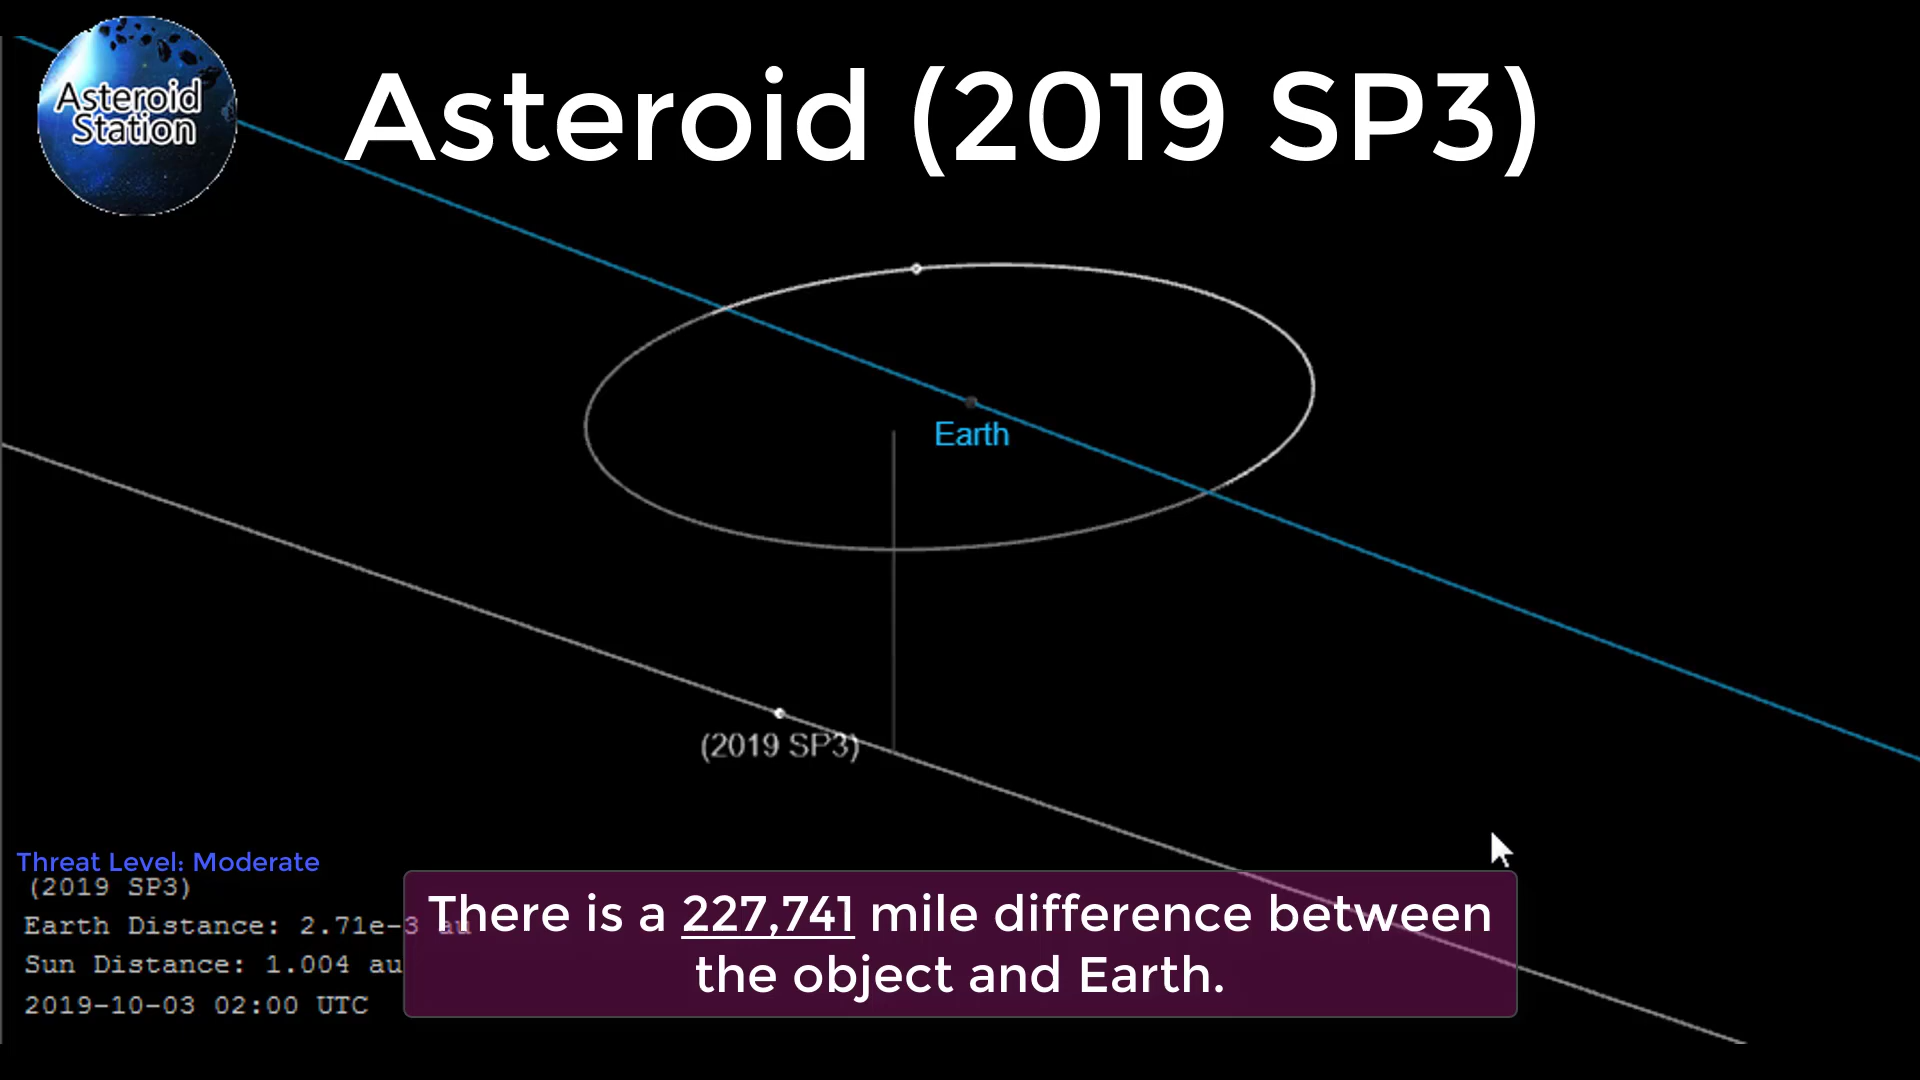 Asteroid
Station
Asteroid (2019 SP3)
Earth
(2019 SP3)
Threat Level: Moderate
(2019 SP3)
Earth Distance: 2.71e-3 au
Sun Distance: 1.004 au
2019-10-03 02:00 UTC
There is a 227,741 mile difference between
the object and Earth.